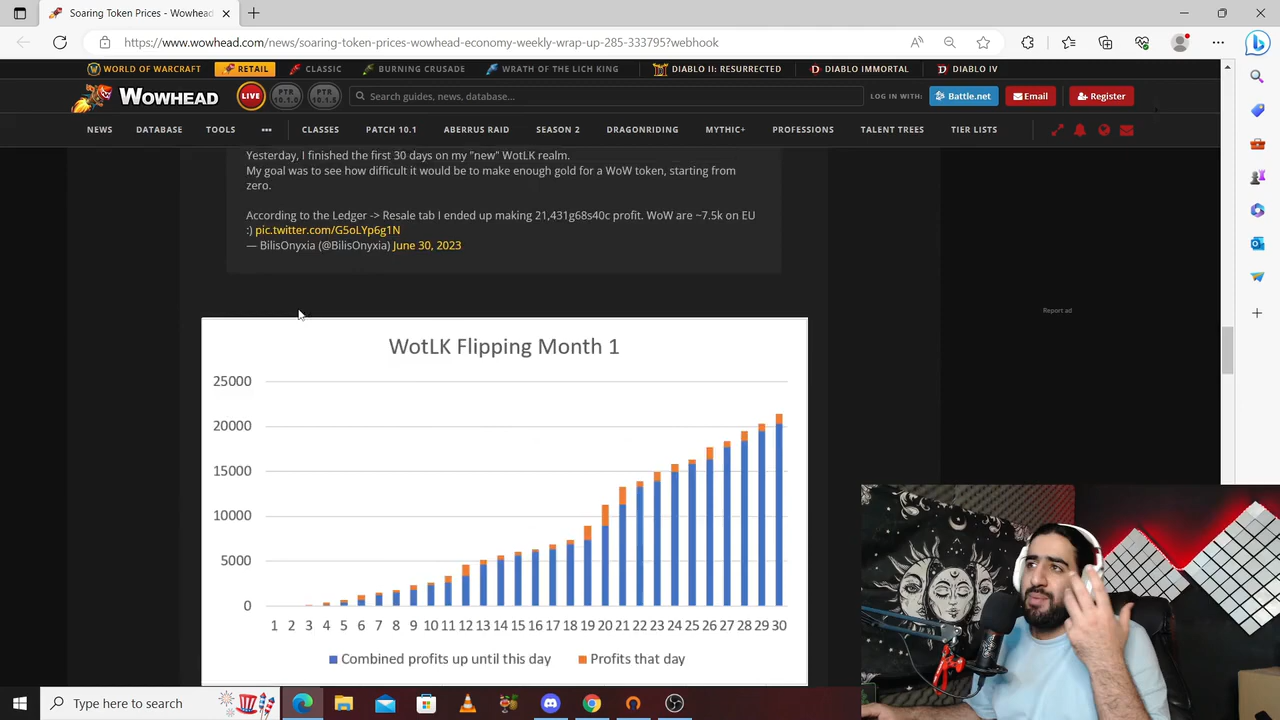 Soaring Token Prices - Wowhead
https://www.wowhead.com/news/soaring-token-prices-wowhead-economy-weekly-wrap-up-285-333795?webhook
WORLD OF WARCRAFT RETAIL CLASSIC BURNING CRUSADE WRATH OF THE LICH KING DIABLO II: RESURRECTED DIABLO IMMORTAL DIABLO IV
WOWHEAD LIVE PTR 10.1.0 PTR 10.1.5 Search guides, news, database... LOG IN WITH: Battle.net Email Register
NEWS DATABASE TOOLS ••• CLASSES PATCH 10.1 ABERRUS RAID SEASON 2 DRAGONRIDING MYTHIC+ PROFESSIONS TALENT TREES TIER LISTS
Yesterday, I finished the first 30 days on my "new" WotLK realm.
My goal was to see how difficult it would be to make enough gold for a WoW token, starting from
zero.
According to the Ledger -> Resale tab I ended up making 21,431g68s40c profit. WoW are ~7.5k on EU
:) pic.twitter.com/G5oLYp6g1N
— BilisOnyxia (@BilisOnyxia) June 30, 2023
Report ad
WotLK Flipping Month 1
25000
20000
15000
10000
5000
0
1 2 3 4 5 6 7 8 9 10 11 12 13 14 15 16 17 18 19 20 21 22 23 24 25 26 27 28 29 30
Combined profits up until this day Profits that day
Type here to search